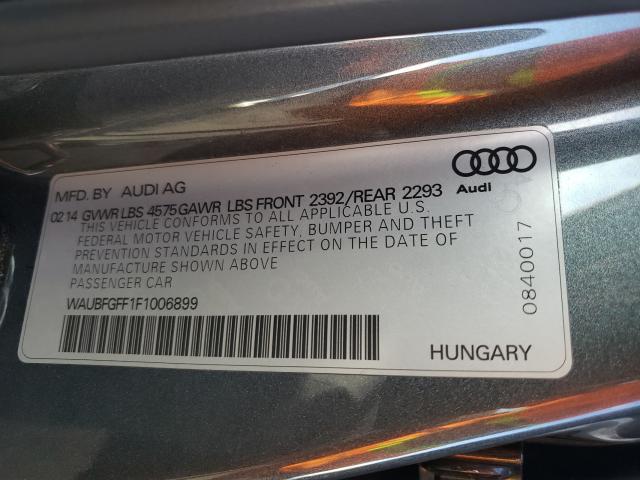 MFD. BY AUDI AG
0214 GVWR LBS 4575 GAWR LBS FRONT 2392/REAR 2293
THIS VEHICLE CONFORMS TO ALL APPLICABLE U.S.
FEDERAL MOTOR VEHICLE SAFETY, BUMPER AND THEFT
PREVENTION STANDARDS IN EFFECT ON THE DATE OF
MANUFACTURE SHOWN ABOVE
PASSENGER CAR
WAUBFGFF1F1006899
Audi
0840017
HUNGARY